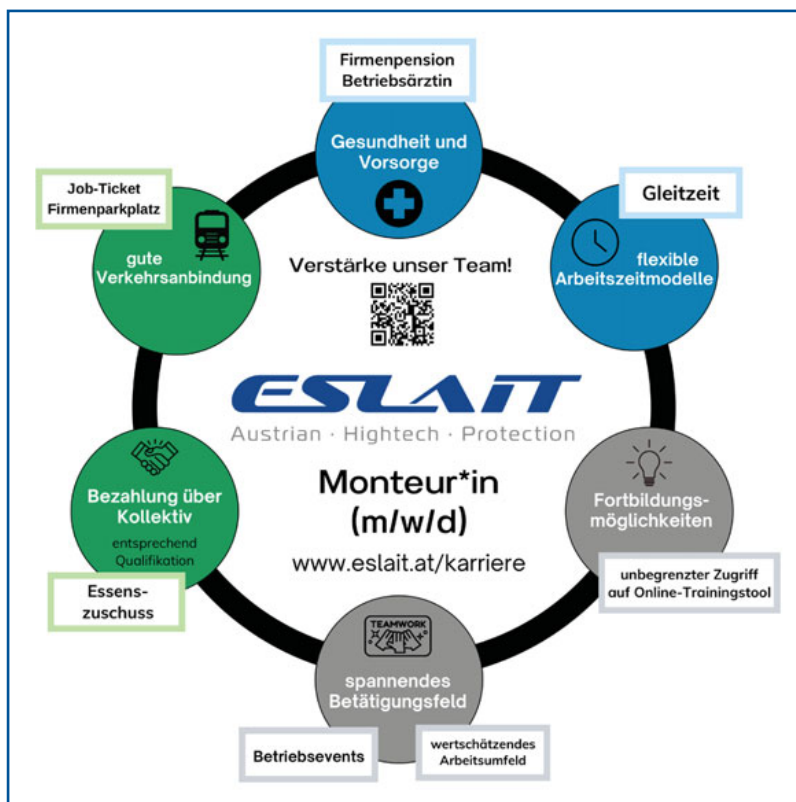 Firmenpension
Betriebsärztin
Gesundheit und
Vorsorge
Job-Ticket
Firmenparkplatz
gute
Verkehrsanbindung
Gleitzeit
flexible
Arbeitszeitmodelle
Verstärke unser Team!
ESLAIT
Austrian · Hightech · Protection
Monteur*in
(m/w/d)
www.eslait.at/karriere
Bezahlung über
Kollektiv
entsprechend
Qualifikation
Essens-
zuschuss
Fortbildungs-
möglichkeiten
unbegrenzter Zugriff
auf Online-Trainingstool
TEAMWORK
spannendes
Betätigungsfeld
Betriebsevents
wertschätzendes
Arbeitsumfeld